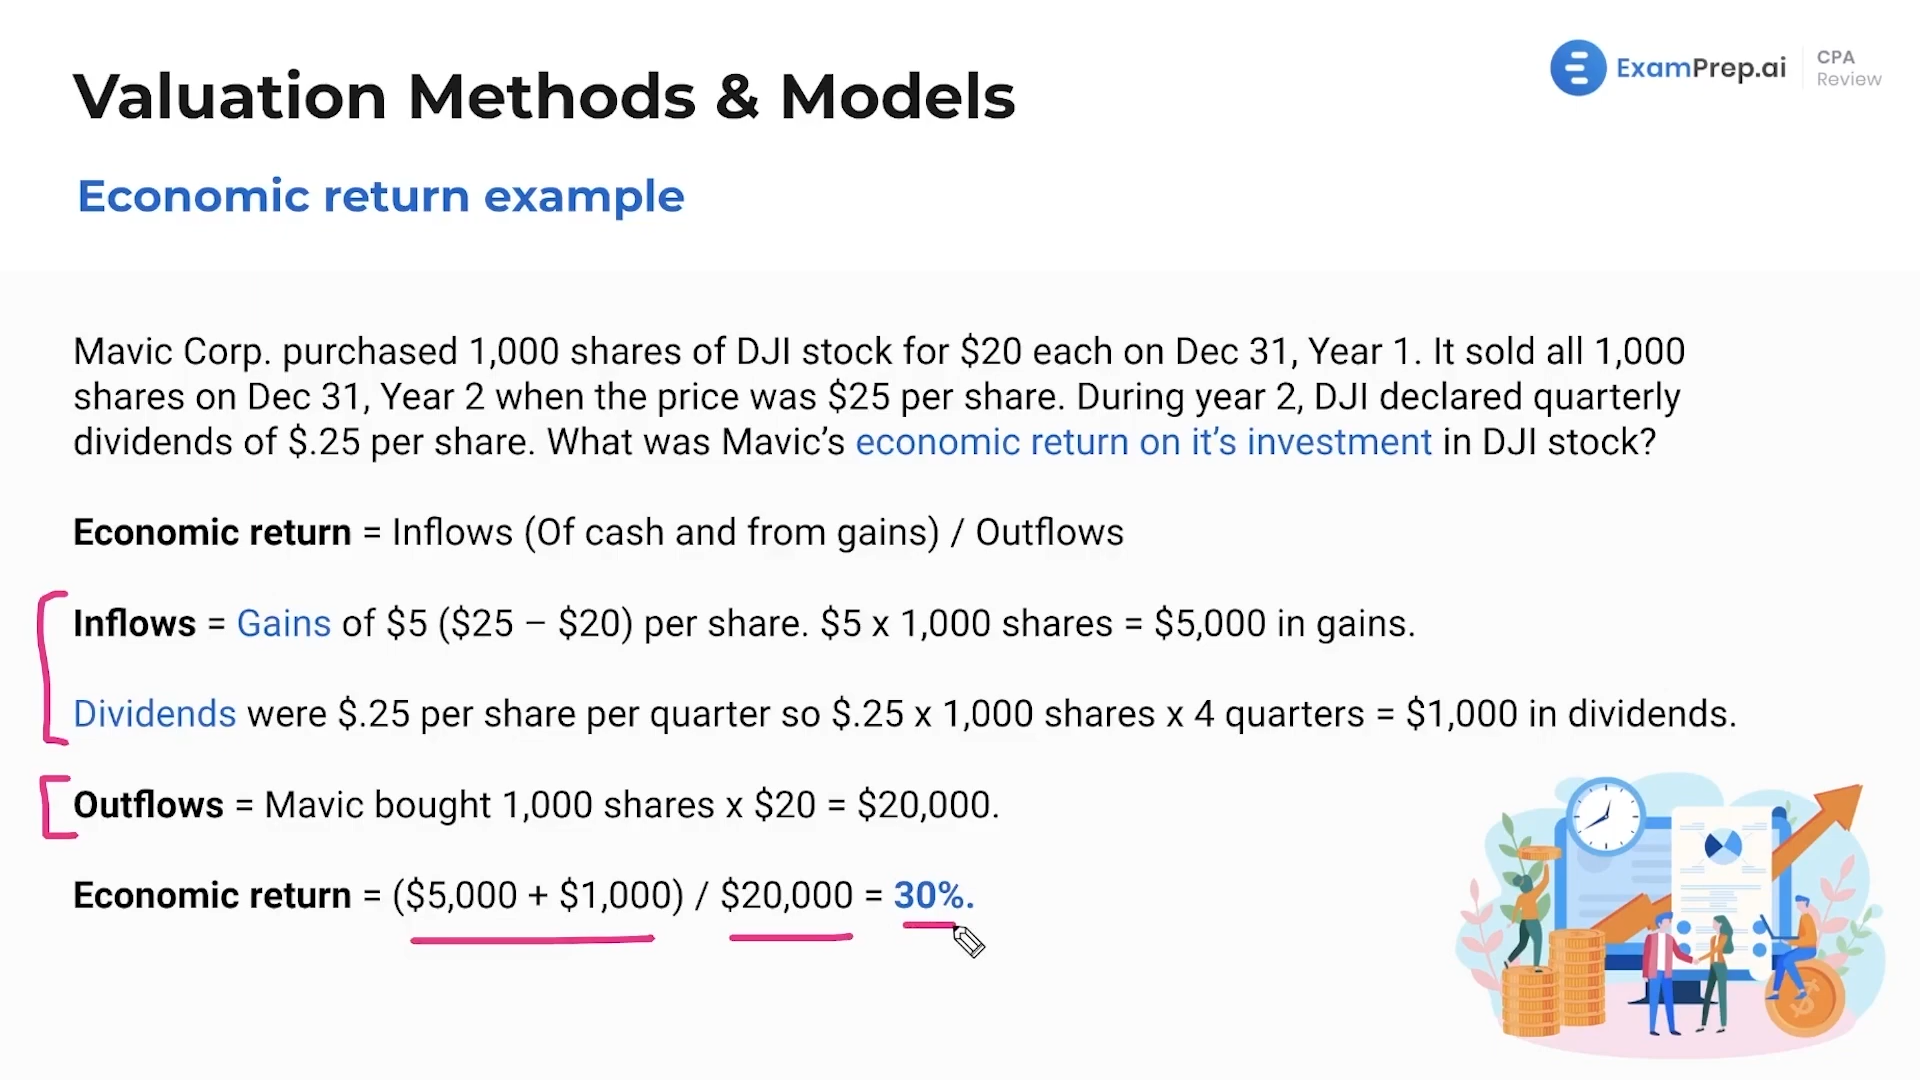 Valuation Methods & Models
ExamPrep.ai
CPA
Review
Economic return example
Mavic Corp. purchased 1,000 shares of DJI stock for $20 each on Dec 31, Year 1. It sold all 1,000
shares on Dec 31, Year 2 when the price was $25 per share. During year 2, DJI declared quarterly
dividends of $.25 per share. What was Mavic’s economic return on it’s investment in DJI stock?
Economic return = Inflows (Of cash and from gains) / Outflows
Inflows = Gains of $5 ($25 – $20) per share. $5 x 1,000 shares = $5,000 in gains.
Dividends were $.25 per share per quarter so $.25 x 1,000 shares x 4 quarters = $1,000 in dividends.
Outflows = Mavic bought 1,000 shares x $20 = $20,000.
Economic return = ($5,000 + $1,000) / $20,000 = 30%.